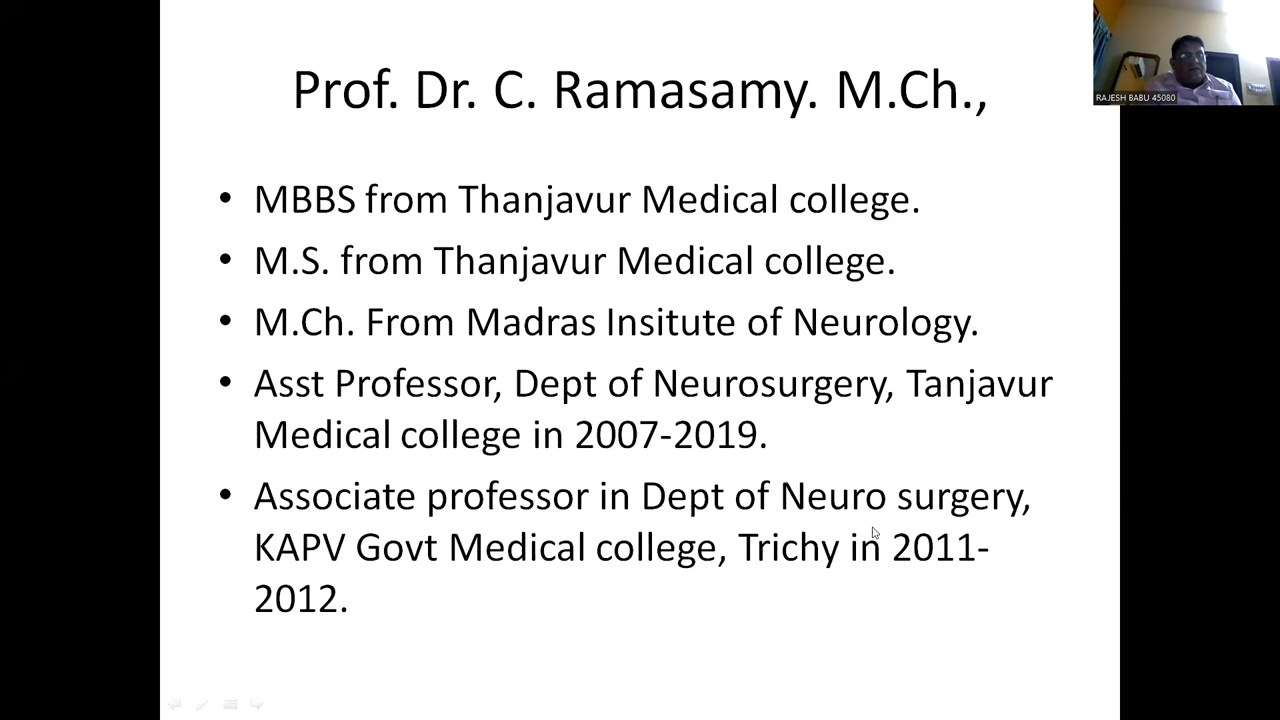 Prof. Dr. C. Ramasamy. M.Ch.,
RAJESH BABU 45080
• MBBS from Thanjavur Medical college.
• M.S. from Thanjavur Medical college.
• M.Ch. From Madras Insitute of Neurology.
• Asst Professor, Dept of Neurosurgery, Tanjavur
Medical college in 2007-2019.
• Associate professor in Dept of Neuro surgery,
KAPV Govt Medical college, Trichy in 2011-
2012.